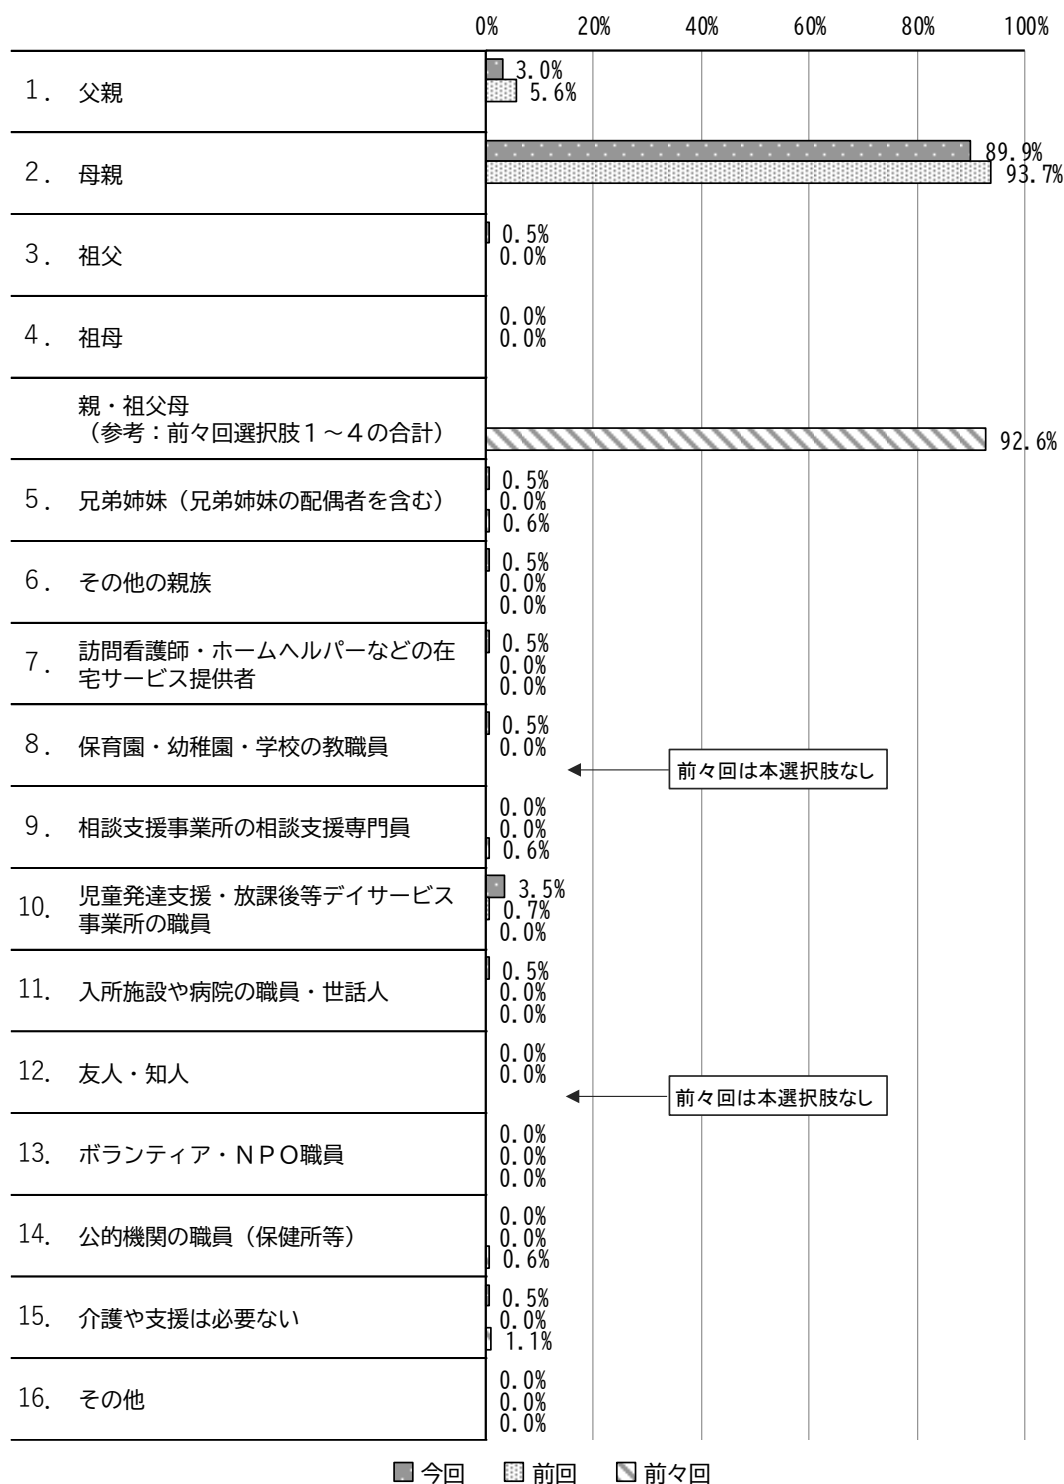 0% 20% 40% 60% 80% 100%
1. 父親
3.0%
5.6%
2. 母親
89.9%
93.7%
3. 祖父
0.5%
0.0%
4. 祖母
0.0%
0.0%
親・祖父母
（参考：前々回選択肢１～４の合計）
92.6%
5. 兄弟姉妹（兄弟姉妹の配偶者を含む）
0.5%
0.0%
0.6%
6. その他の親族
0.5%
0.0%
0.0%
7. 訪問看護師・ホームヘルパーなどの在
宅サービス提供者
0.5%
0.0%
0.0%
8. 保育園・幼稚園・学校の教職員
0.5%
0.0%
前々回は本選択肢なし
9. 相談支援事業所の相談支援専門員
0.0%
0.0%
0.6%
10. 児童発達支援・放課後等デイサービス
事業所の職員
3.5%
0.7%
0.0%
11. 入所施設や病院の職員・世話人
0.5%
0.0%
0.0%
12. 友人・知人
0.0%
0.0%
前々回は本選択肢なし
13. ボランティア・ＮＰＯ職員
0.0%
0.0%
0.0%
14. 公的機関の職員（保健所等）
0.0%
0.0%
0.6%
15. 介護や支援は必要ない
0.5%
0.0%
1.1%
16. その他
0.0%
0.0%
0.0%
今回 前回 前々回